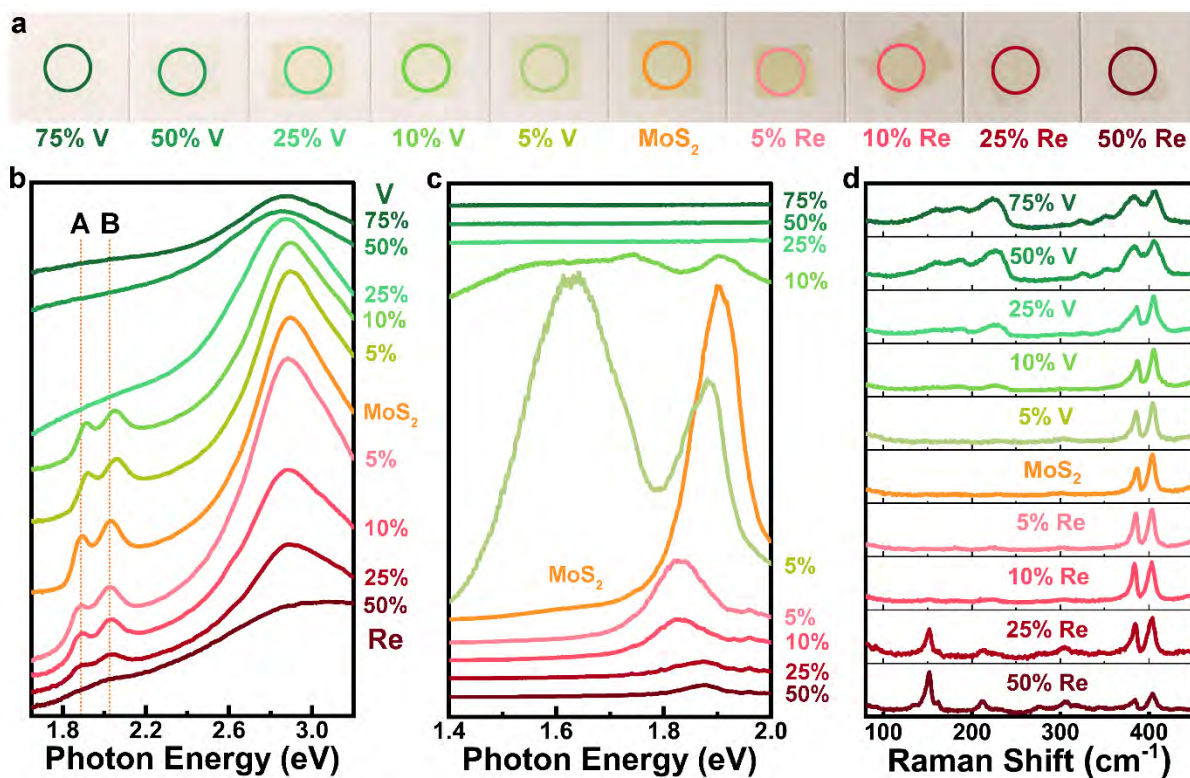 a
75% V 50% V 25% V 10% V 5% V MoS₂ 5% Re 10% Re 25% Re 50% Re
b
A B
V
75%
50%
25%
10%
5%
MoS₂
5%
10%
25%
50%
Re
1.8 2.2 2.6 3.0
Photon Energy (eV)
c
75%
50%
25%
10%
MoS₂
5%
5%
10%
25%
50%
1.4 1.6 1.8 2.0
Photon Energy (eV)
d
75% V
50% V
25% V
10% V
5% V
MoS₂
5% Re
10% Re
25% Re
50% Re
100 200 300 400
Raman Shift (cm⁻¹)